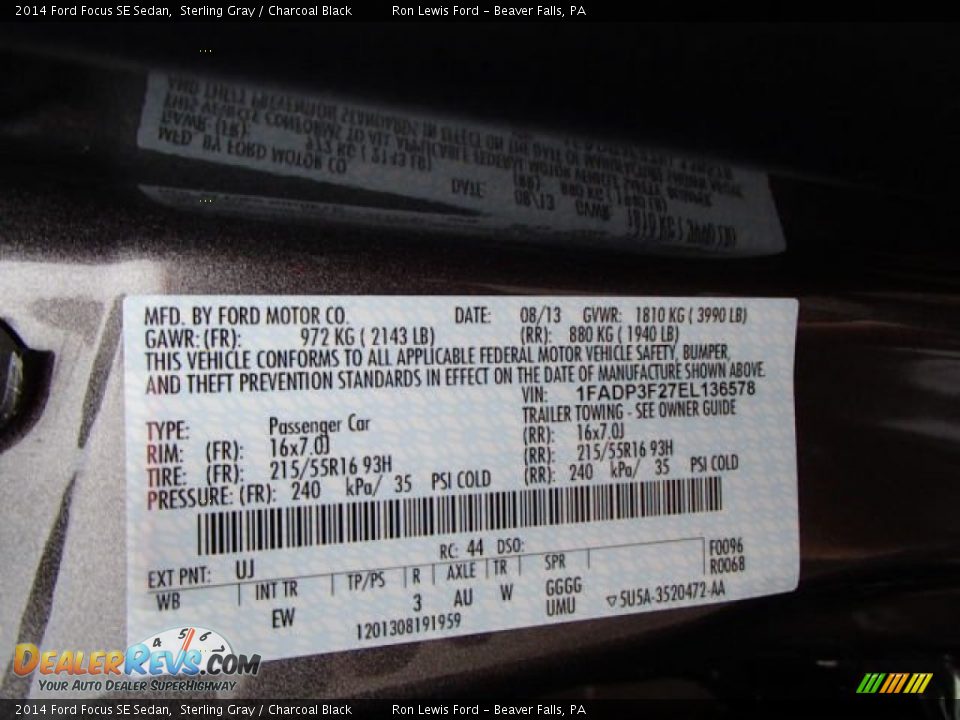 2014 Ford Focus SE Sedan, Sterling Gray / Charcoal Black Ron Lewis Ford - Beaver Falls, PA
MFD. BY FORD MOTOR CO. DATE: 08/13 GVWR: 1810 KG ( 3990 LB)
GAWR: (FR): 972 KG ( 2143 LB) (RR): 880 KG ( 1940 LB)
THIS VEHICLE CONFORMS TO ALL APPLICABLE FEDERAL MOTOR VEHICLE SAFETY, BUMPER,
AND THEFT PREVENTION STANDARDS IN EFFECT ON THE DATE OF MANUFACTURE SHOWN ABOVE.
VIN: 1FADP3F27EL136578
TRAILER TOWING - SEE OWNER GUIDE
TYPE: Passenger Car
RIM: (FR): 16x7.0J (RR): 16x7.0J
TIRE: (FR): 215/55R16 93H (RR): 215/55R16 93H
PRESSURE: (FR): 240 kPa/ 35 PSI COLD (RR): 240 kPa/ 35 PSI COLD
EXT PNT: UJ RC: 44 DSO: F0096
R0068
WB INT TR TP/PS R AXLE TR SPR
EW 3 AU W GGGG
UMU ▽5U5A-3520472-AA
1201308191959
4 5 6
DEALERREVS.COM
YOUR AUTO DEALER SUPERHIGHWAY
2014 Ford Focus SE Sedan, Sterling Gray / Charcoal Black Ron Lewis Ford - Beaver Falls, PA